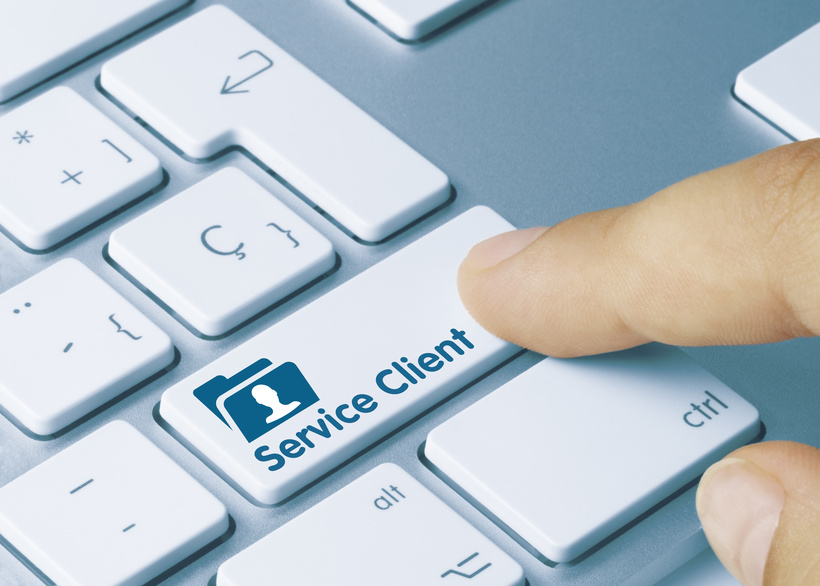 *
+
]
Ç
}
¨
´
{
Service Client
ctrl
alt
—
-